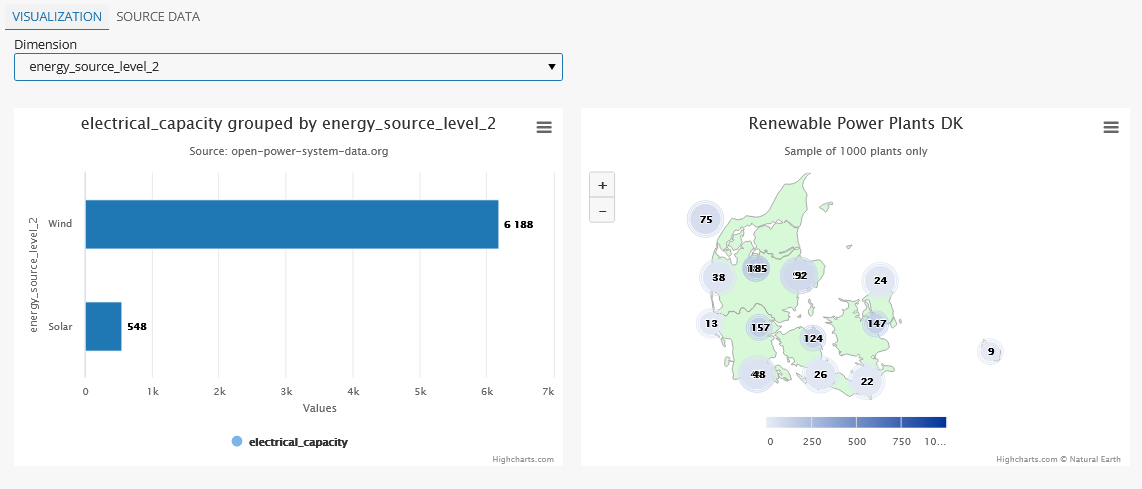 VISUALIZATION SOURCE DATA
Dimension
energy_source_level_2
electrical_capacity grouped by energy_source_level_2
Source: open-power-system-data.org
energy_source_level_2
Wind
6 188
Solar
548
0 1k 2k 3k 4k 5k 6k 7k
Values
electrical_capacity
Highcharts.com
Renewable Power Plants DK
Sample of 1000 plants only
+
−
75
38
185
92
24
13
157
124
147
9
48
26
22
0 250 500 750 10...
Highcharts.com © Natural Earth